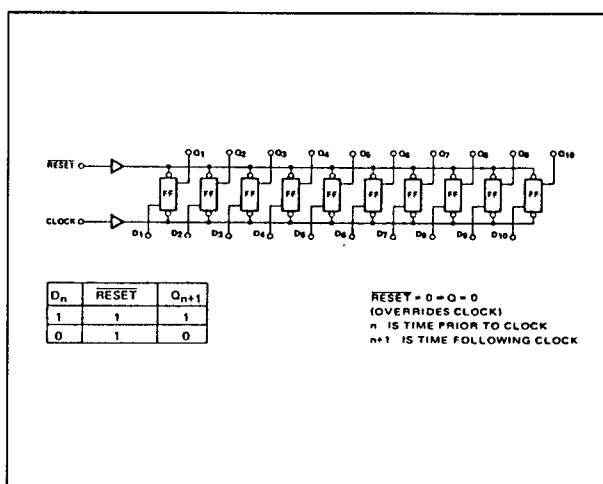 Q1 Q2 Q3 Q4 Q5 Q6 Q7 Q8 Q9 Q10
RESET
FF FF FF FF FF FF FF FF FF FF
CLOCK
D1 D2 D3 D4 D5 D6 D7 D8 D9 D10
Dn RESET Qn+1
1 1 1
0 1 0
RESET = 0 ⇒ Q = 0
(OVERRIDES CLOCK)
n IS TIME PRIOR TO CLOCK
n+1 IS TIME FOLLOWING CLOCK